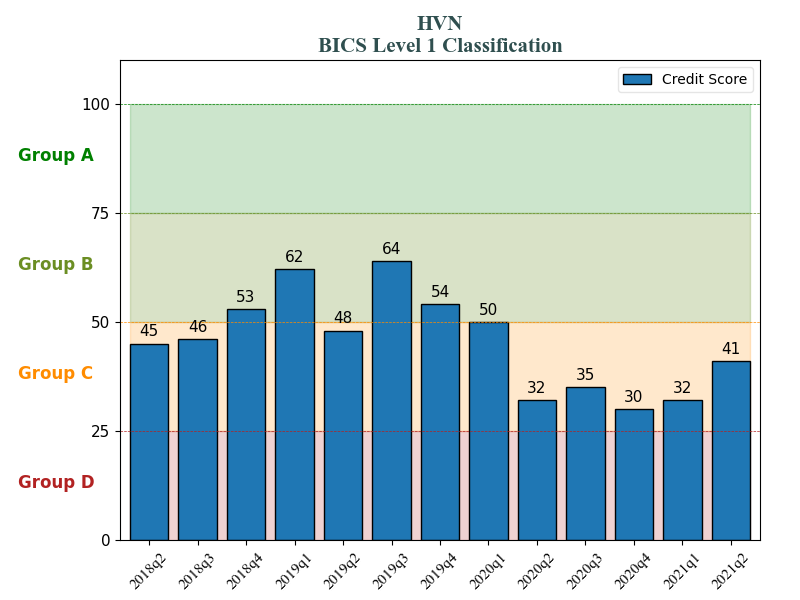 HVN
BICS Level 1 Classification
Credit Score
100
Group A
75
Group B
50
Group C
25
Group D
0
45
46
53
62
48
64
54
50
32
35
30
32
41
2018q2
2018q3
2018q4
2019q1
2019q2
2019q3
2019q4
2020q1
2020q2
2020q3
2020q4
2021q1
2021q2